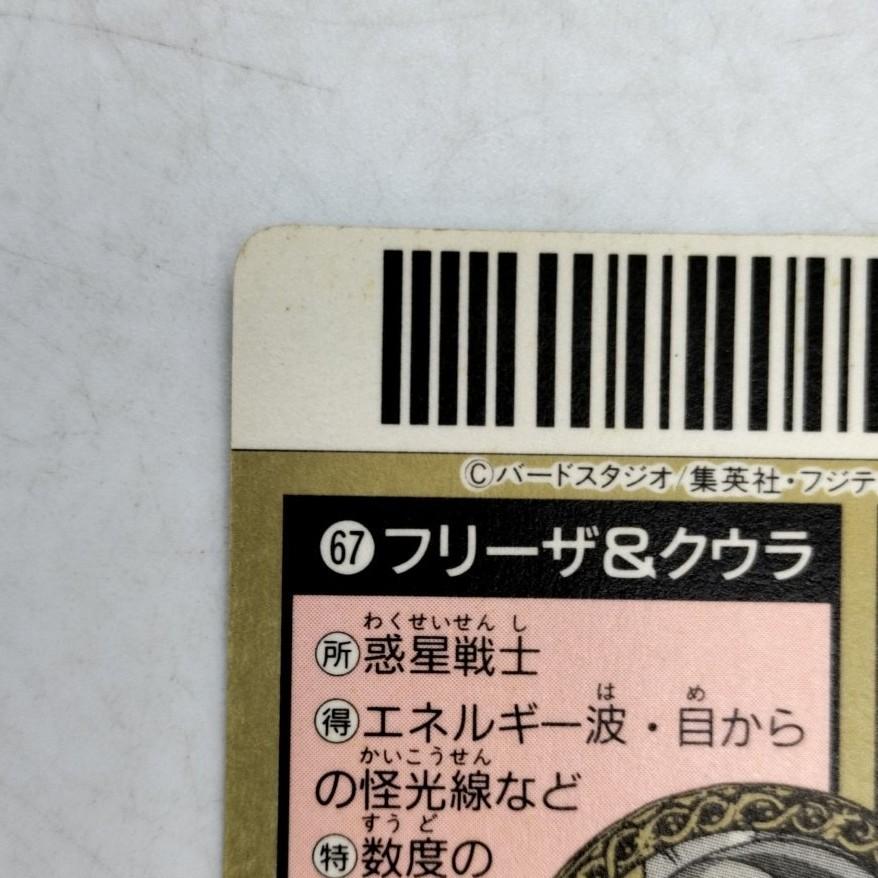 ©バードスタジオ/集英社・フジテ
67 フリーザ&クウラ
わくせいせんし
所 惑星戦士
は め
得 エネルギー波・目から
かいこうせん
の怪光線など
すうど
特 数度の